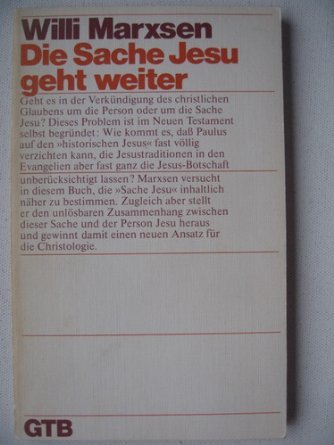 Willi Marxsen
Die Sache Jesu
geht weiter
Geht es in der Verkündigung des christlichen
Glaubens um die Person oder um die Sache
Jesu? Dieses Problem ist im Neuen Testament
selbst begründet: Wie kommt es, daß Paulus
auf den »historischen Jesus« fast völlig
verzichten kann, die Jesustraditionen in den
Evangelien aber fast ganz die Jesus-Botschaft
unberücksichtigt lassen? Marxsen versucht
in diesem Buch, die »Sache Jesu« inhaltlich
näher zu bestimmen. Zugleich aber stellt
er den unlösbaren Zusammenhang zwischen
dieser Sache und der Person Jesu heraus
und gewinnt damit einen neuen Ansatz für
die Christologie.
GTB